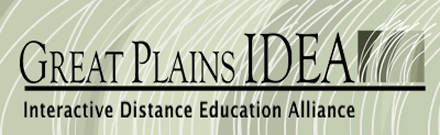 GREAT PLAINS IDEA
Interactive Distance Education Alliance